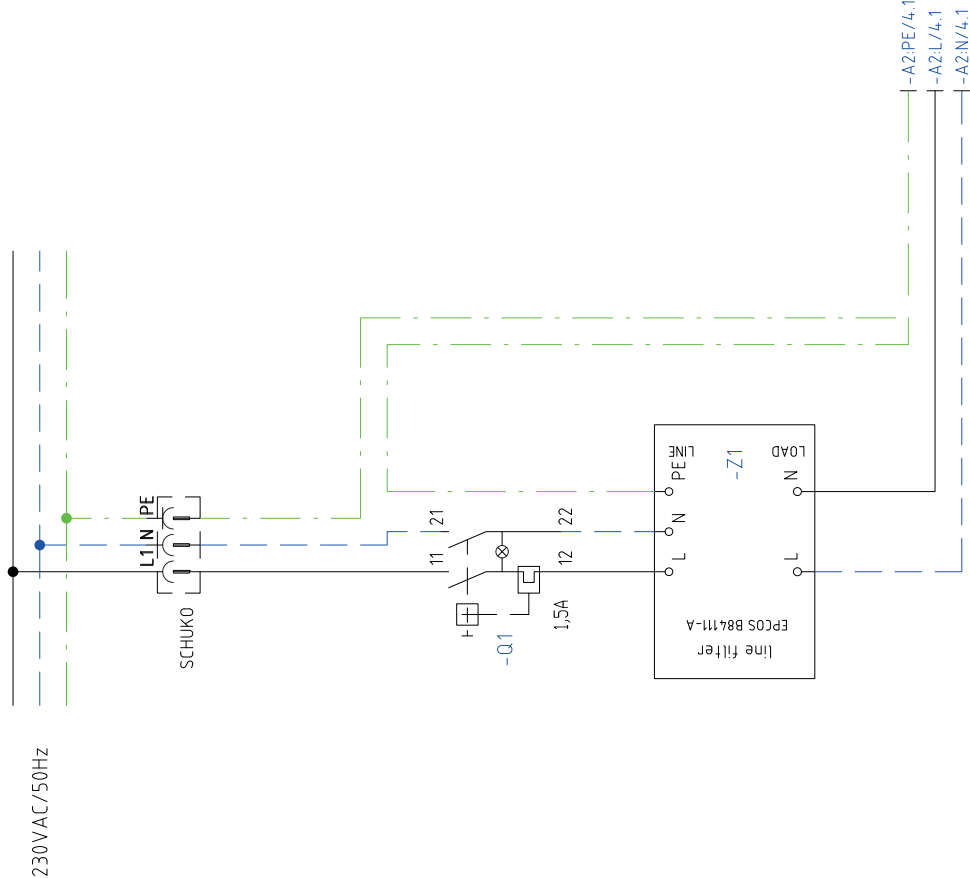 230VAC/50Hz
SCHUKO
L1 N PE
11
21
-Q1
1,5A
12
22
L
N
PE
LINE
-Z1
LOAD
L
N
line filter
EPCOS B84111-A
-A2:PE/4.1
-A2:L/4.1
-A2:N/4.1